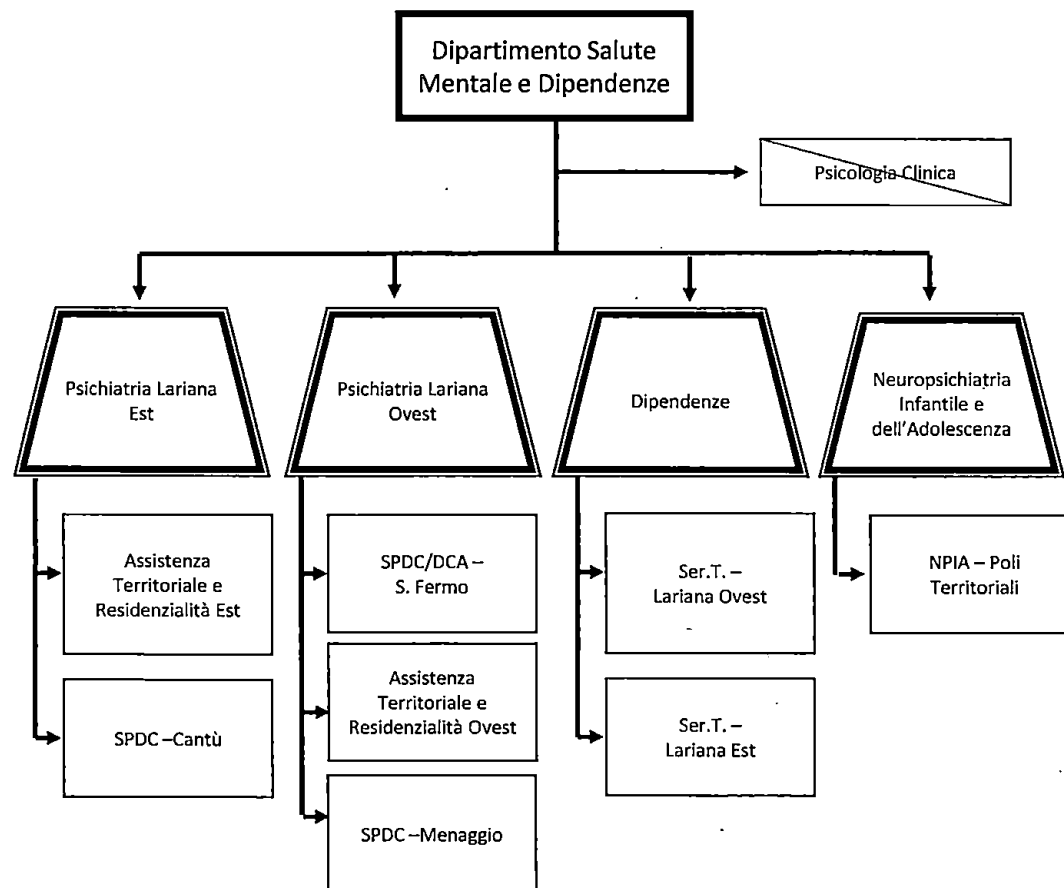 Dipartimento Salute
Mentale e Dipendenze
Psicologia Clinica
Psichiatria Lariana
Est
Assistenza
Territoriale e
Residenzialità Est
SPDC –Cantù
Psichiatria Lariana
Ovest
SPDC/DCA –
S. Fermo
Assistenza
Territoriale e
Residenzialità Ovest
SPDC –Menaggio
Dipendenze
Ser.T. –
Lariana Ovest
Ser.T. –
Lariana Est
Neuropsichiatria
Infantile e
dell'Adolescenza
NPIA – Poli
Territoriali